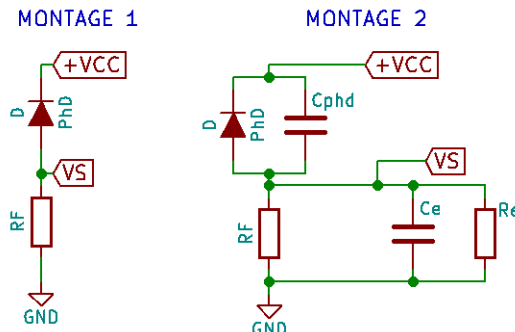 MONTAGE 1
+VCC
D
PhD
VS
RF
GND
MONTAGE 2
+VCC
Cphd
D
PhD
VS
RF
Ce
Re
GND